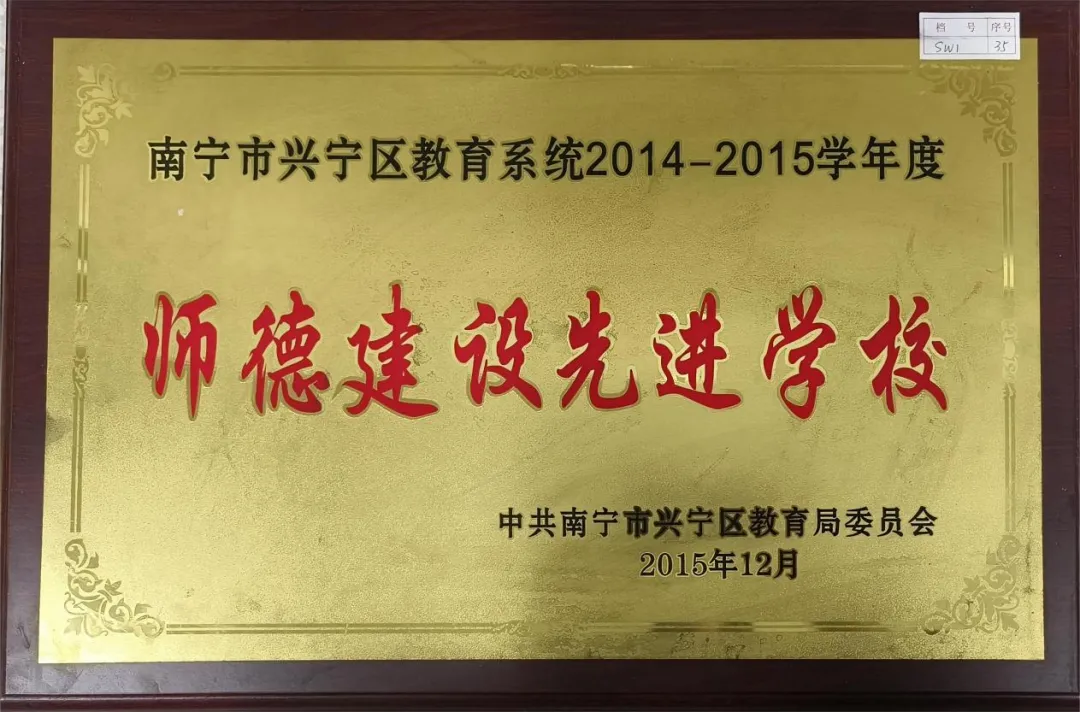 档 号 序号
SW1 35
南宁市兴宁区教育系统2014-2015学年度
师德建设先进学校
中共南宁市兴宁区教育局委员会
2015年12月